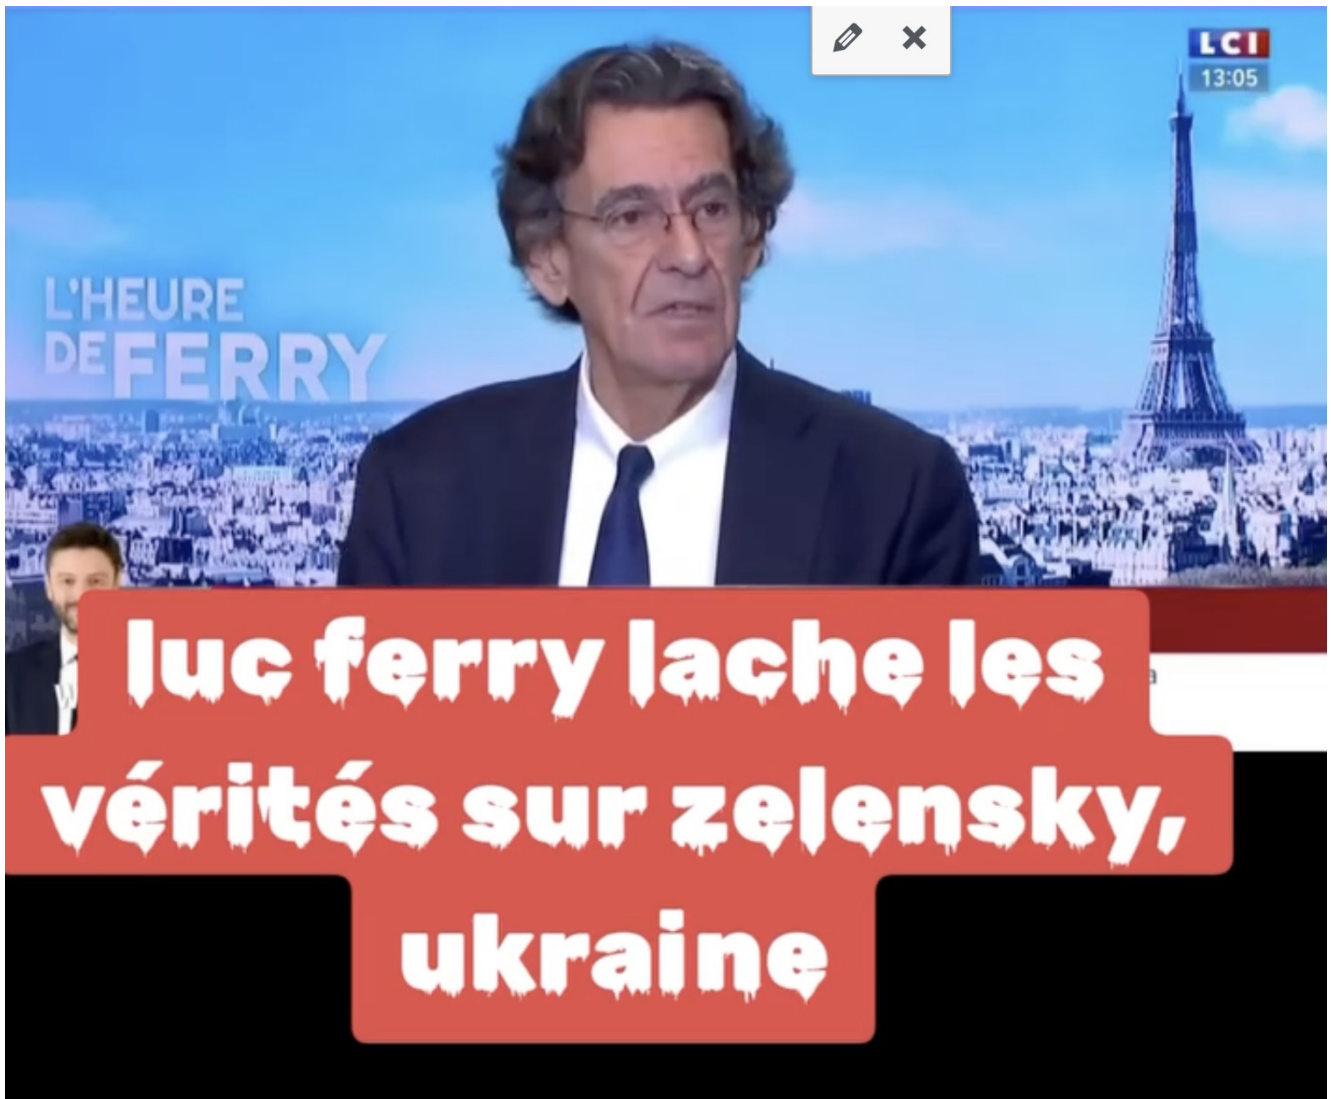 LCI
13:05
L'HEURE
DE FERRY
luc ferry lache les
vérités sur zelensky,
ukraine